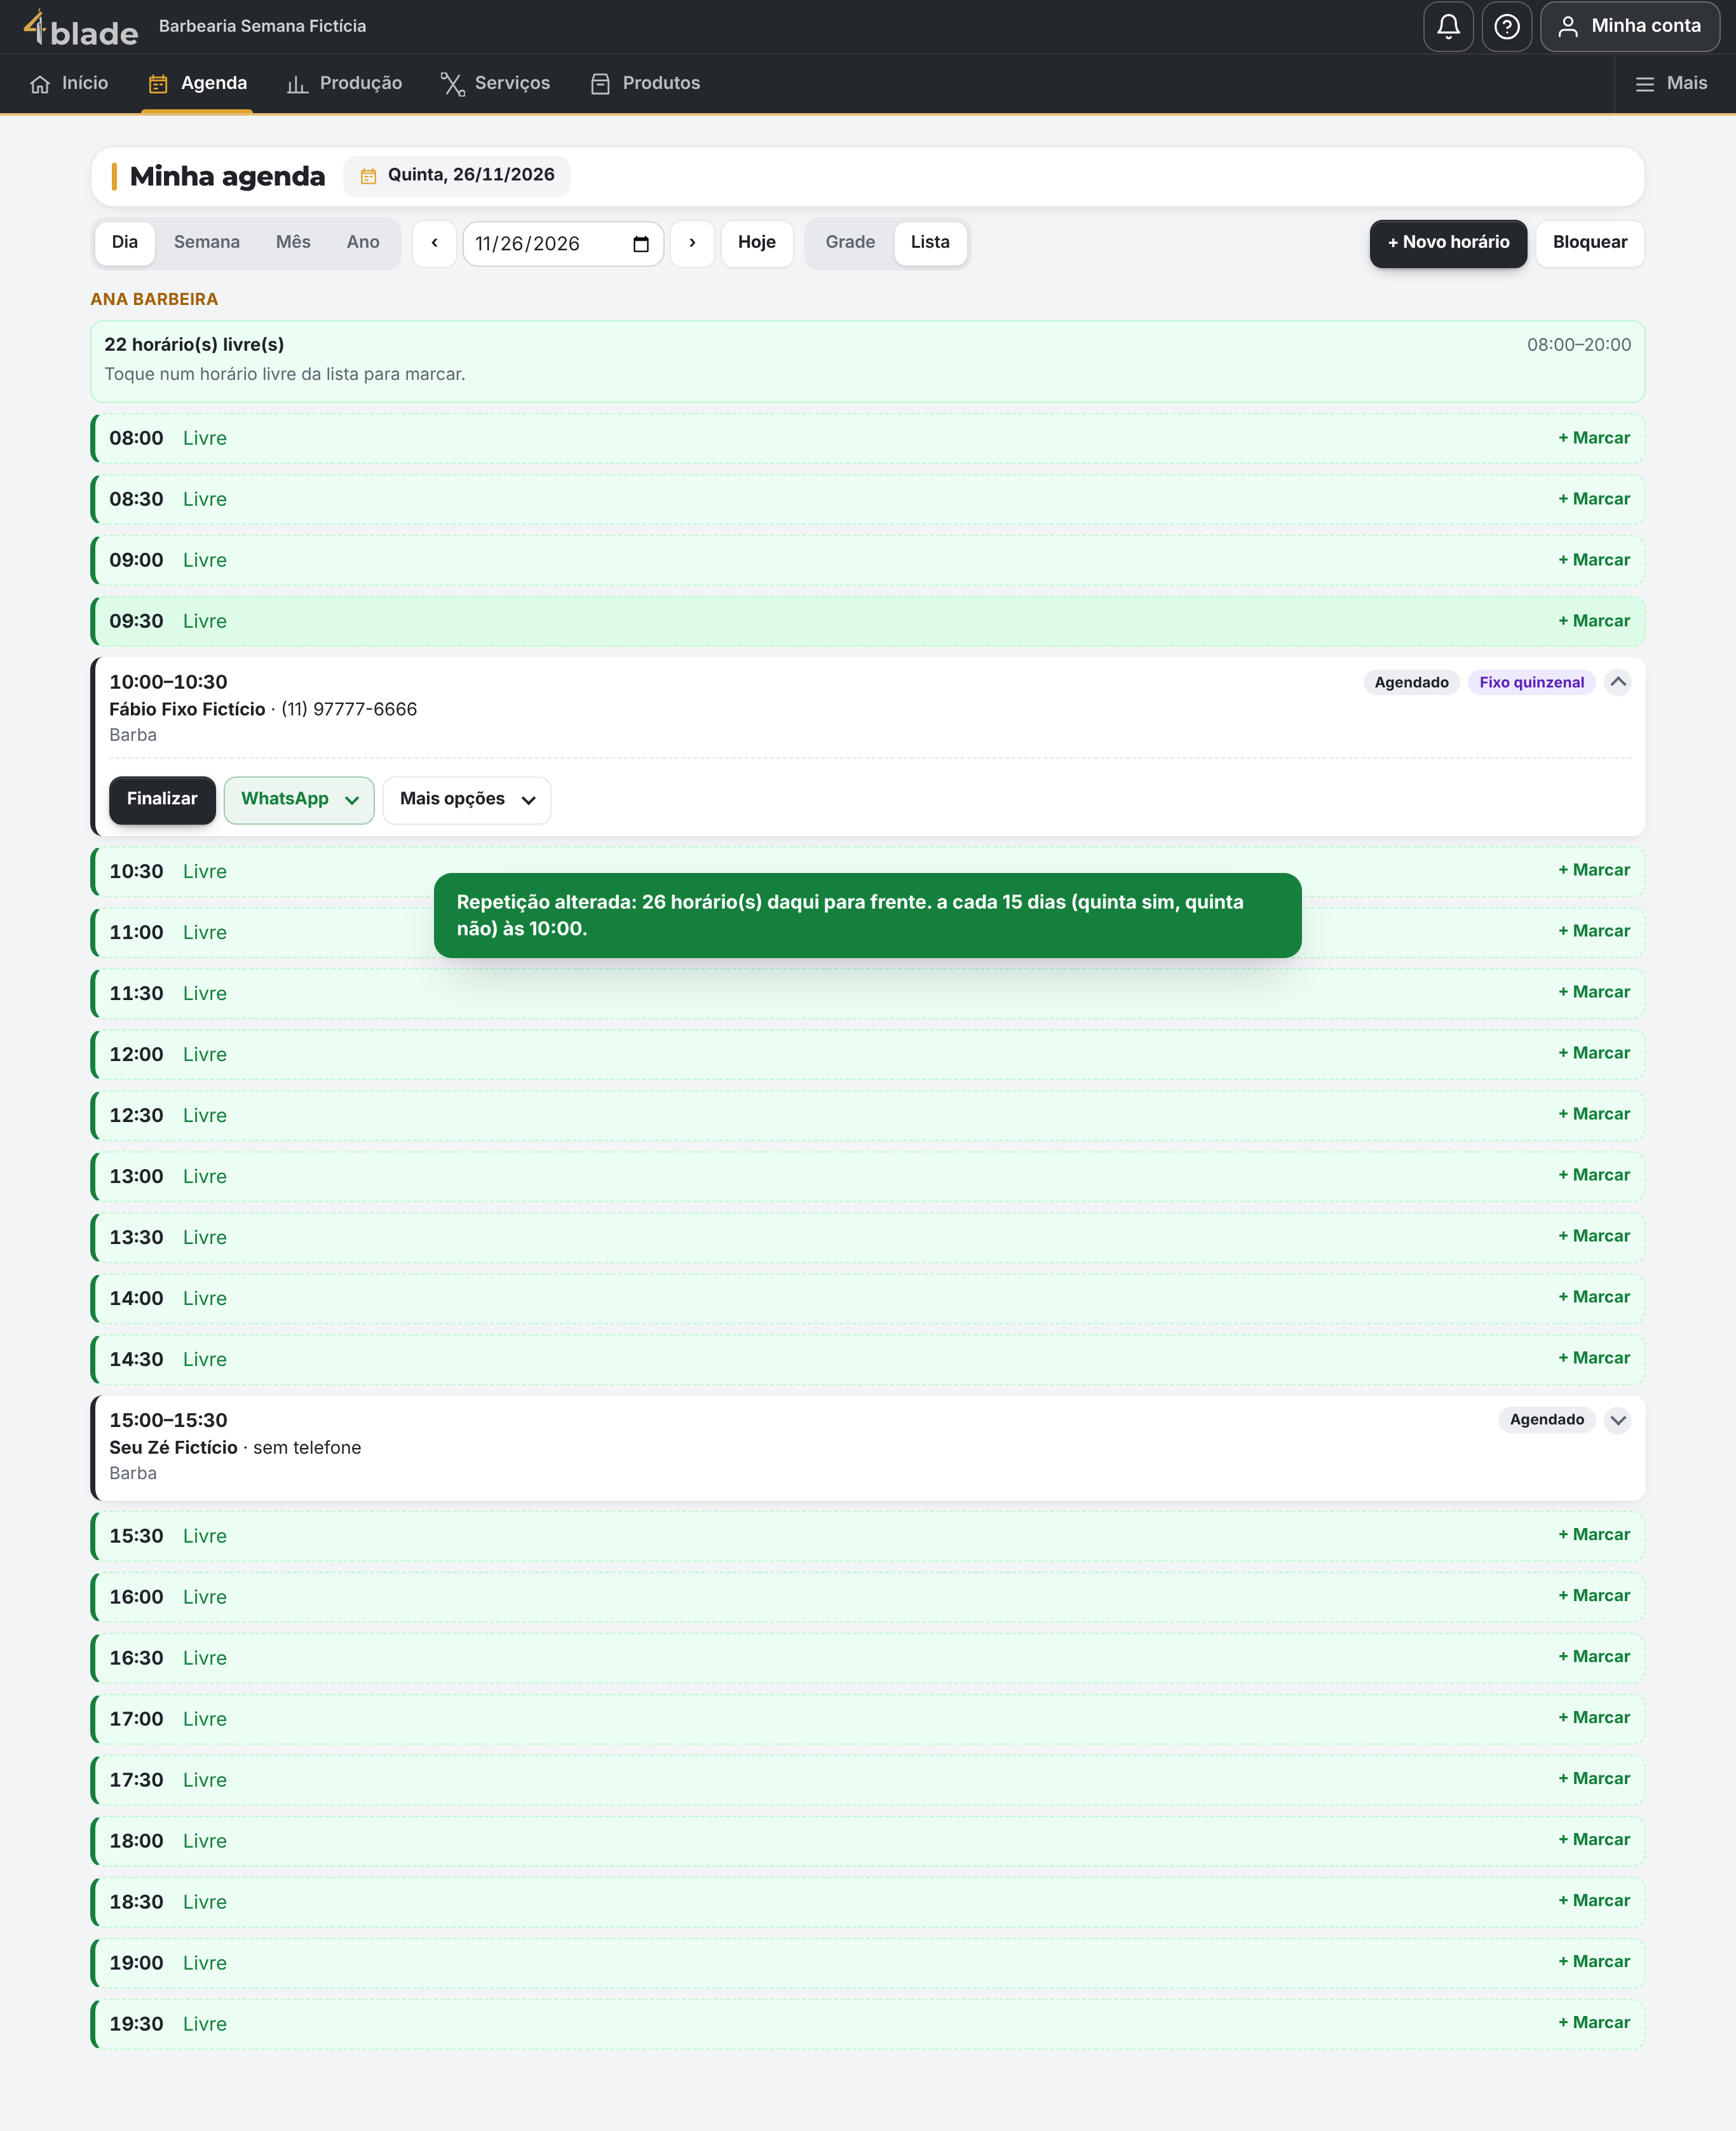 4blade
Barbearia Semana Fictícia
Minha conta
Início
Agenda
Produção
Serviços
Produtos
Mais
Minha agenda
Quinta, 26/11/2026
Dia
Semana
Mês
Ano
‹
11/26/2026
›
Hoje
Grade
Lista
+ Novo horário
Bloquear
ANA BARBEIRA
22 horário(s) livre(s)
08:00–20:00
Toque num horário livre da lista para marcar.
08:00 Livre + Marcar
08:30 Livre + Marcar
09:00 Livre + Marcar
09:30 Livre + Marcar
10:00–10:30
Agendado
Fixo quinzenal
Fábio Fixo Fictício · (11) 97777-6666
Barba
Finalizar
WhatsApp
Mais opções
10:30 Livre + Marcar
Repetição alterada: 26 horário(s) daqui para frente. a cada 15 dias (quinta sim, quinta
não) às 10:00.
11:00 Livre + Marcar
11:30 Livre + Marcar
12:00 Livre + Marcar
12:30 Livre + Marcar
13:00 Livre + Marcar
13:30 Livre + Marcar
14:00 Livre + Marcar
14:30 Livre + Marcar
15:00–15:30
Agendado
Seu Zé Fictício · sem telefone
Barba
15:30 Livre + Marcar
16:00 Livre + Marcar
16:30 Livre + Marcar
17:00 Livre + Marcar
17:30 Livre + Marcar
18:00 Livre + Marcar
18:30 Livre + Marcar
19:00 Livre + Marcar
19:30 Livre + Marcar